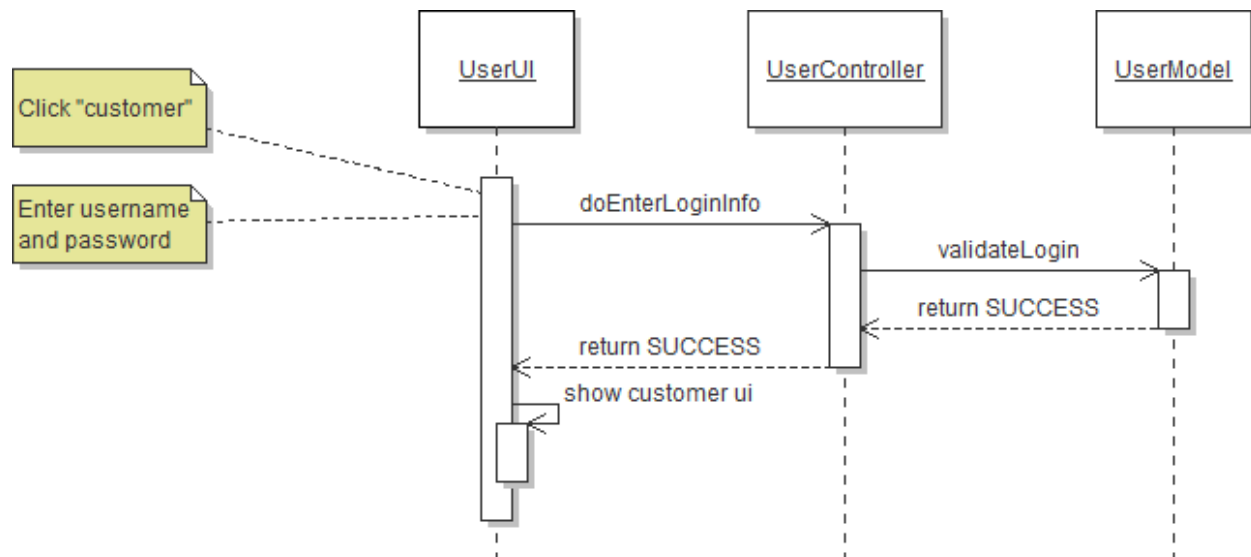 UserUI
UserController
UserModel
Click "customer"
Enter username
and password
doEnterLoginInfo
validateLogin
return SUCCESS
return SUCCESS
show customer ui